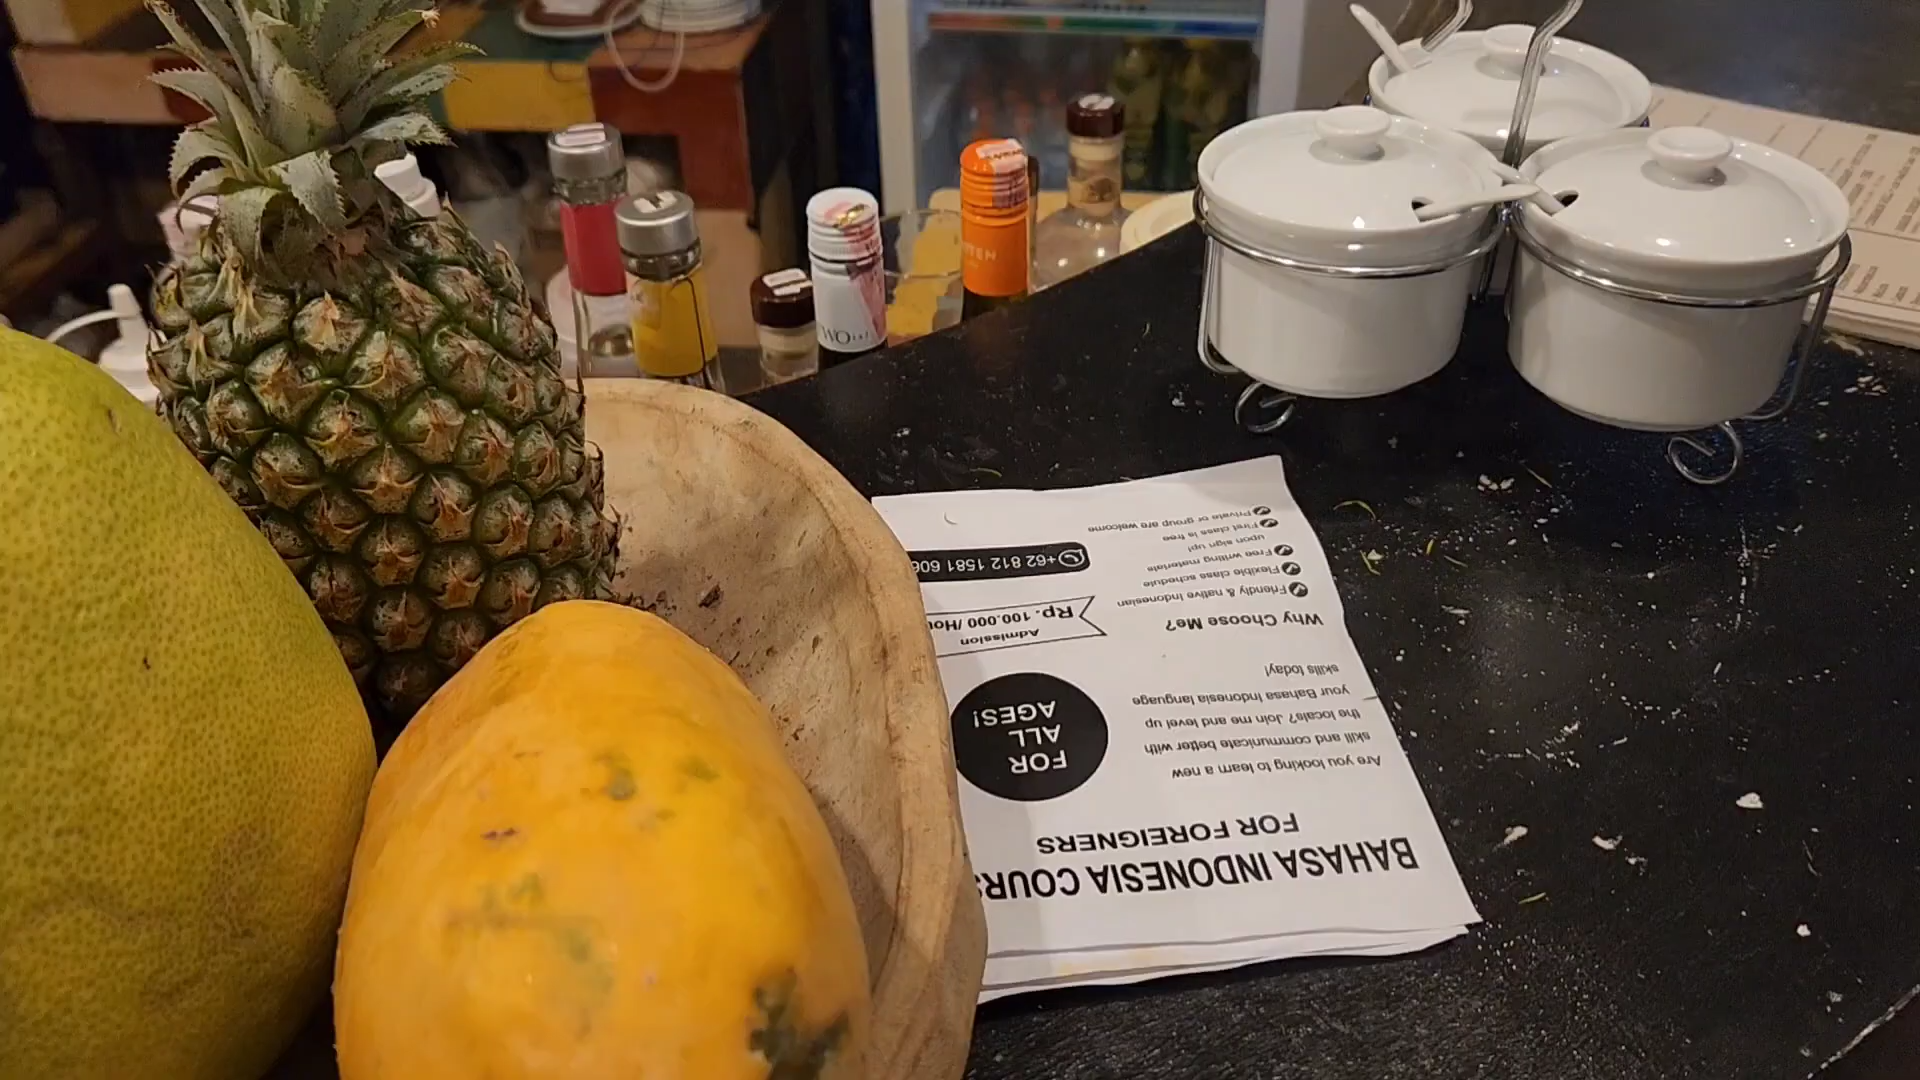 BAHASA INDONESIA COURS
FOR FOREIGNERS
Are you looking to learn a new
skill and communicate better with
the locals? Join me and level up
your Bahasa Indonesia language
skills today!
FOR
ALL
AGES!
Why Choose Me?
Friendly & native Indonesian
Flexible class schedule
Free writing materials
upon sign up!
First class is free
Private or group are welcome
Admission
Rp. 100.000 /Hou
+62 812 1581 606
TWO